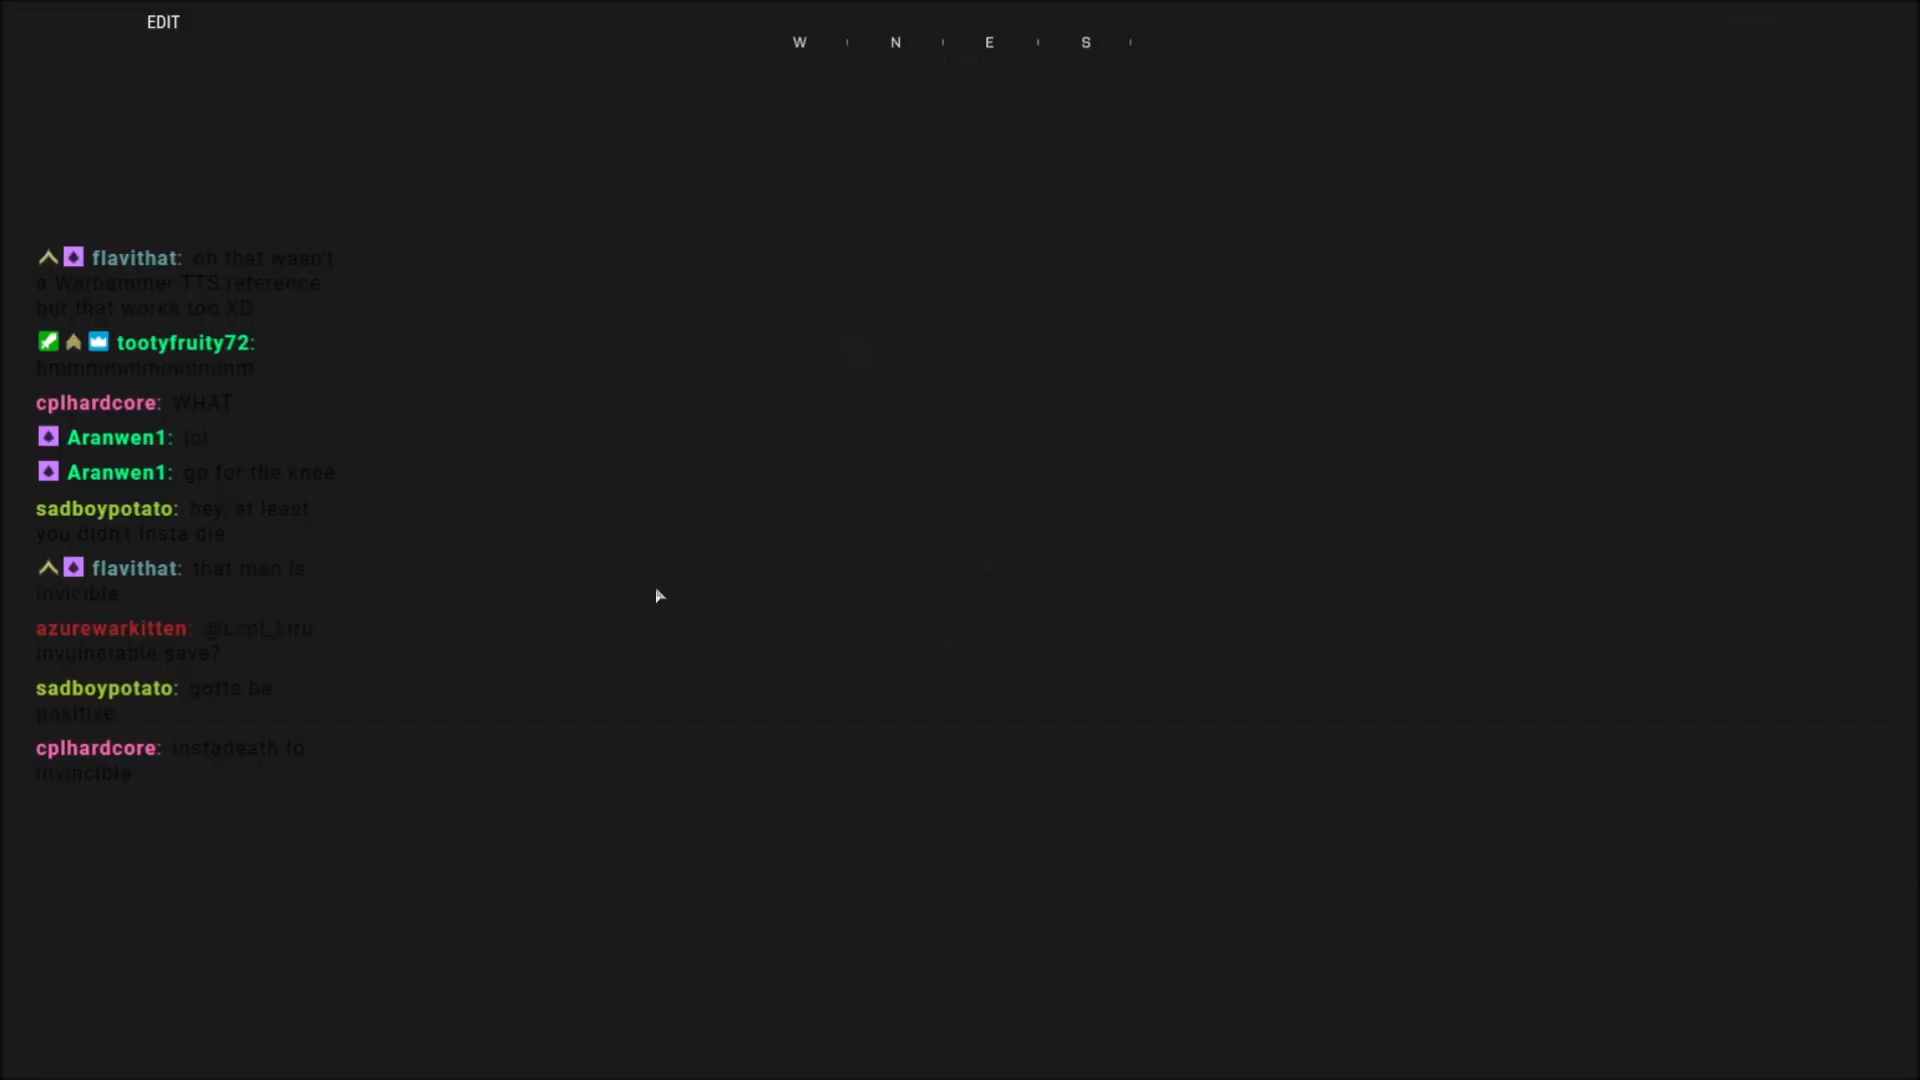 EDIT
W N E S
flavithat: oh that wasn't
a Warhammer TTS reference
but that works too XD
tootyfruity72:
cplhardcore: WHAT
Aranwen1: lol
Aranwen1: go for the knee
sadboypotato: hey, at least
you didn't insta die
flavithat: that man is
invicible
azurewarkitten: @Lcpl_Liru
invulnerable save?
sadboypotato: gotta be
positive
cplhardcore: instadeath to
invincible